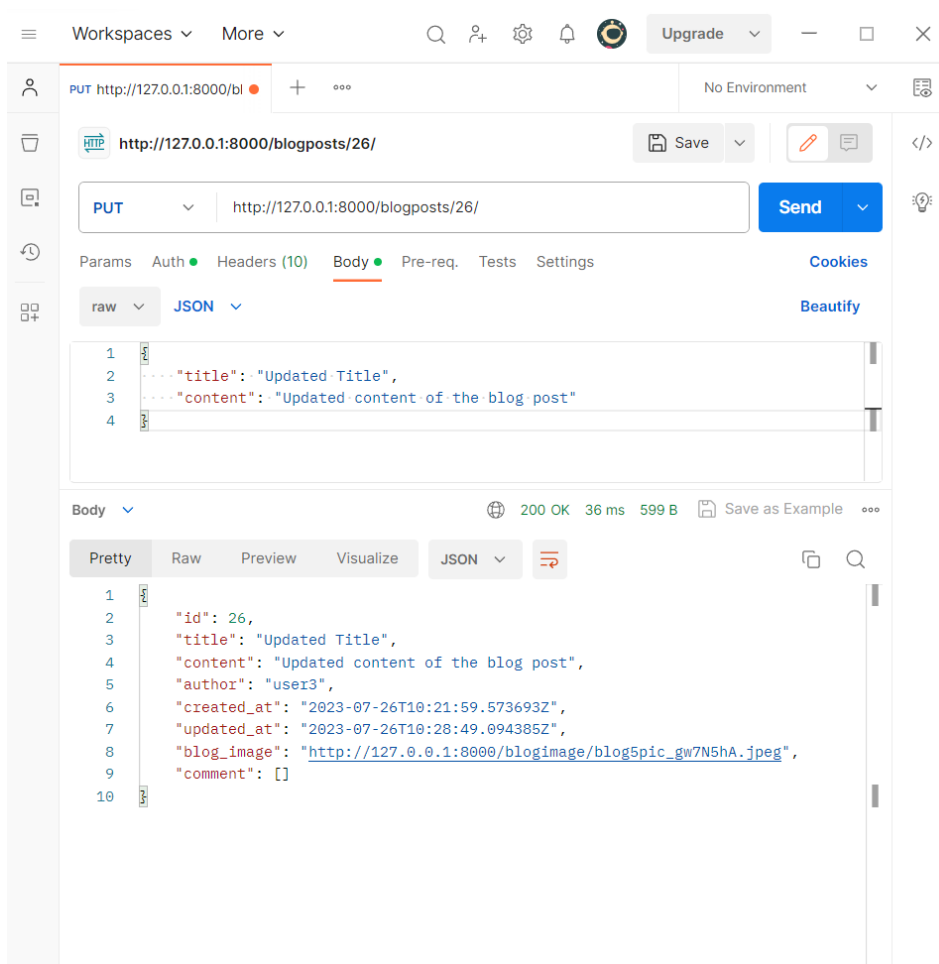 Workspaces More Upgrade
PUT http://127.0.0.1:8000/bl No Environment
HTTP http://127.0.0.1:8000/blogposts/26/ Save
PUT http://127.0.0.1:8000/blogposts/26/ Send
Params Auth Headers (10) Body Pre-req. Tests Settings Cookies
raw JSON Beautify
1 {
2 "title": "Updated Title",
3 "content": "Updated content of the blog post"
4 }
Body 200 OK 36 ms 599 B Save as Example
Pretty Raw Preview Visualize JSON
1 {
2 "id": 26,
3 "title": "Updated Title",
4 "content": "Updated content of the blog post",
5 "author": "user3",
6 "created_at": "2023-07-26T10:21:59.573693Z",
7 "updated_at": "2023-07-26T10:28:49.094385Z",
8 "blog_image": "http://127.0.0.1:8000/blogimage/blog5pic_gw7N5hA.jpeg",
9 "comment": []
10 }